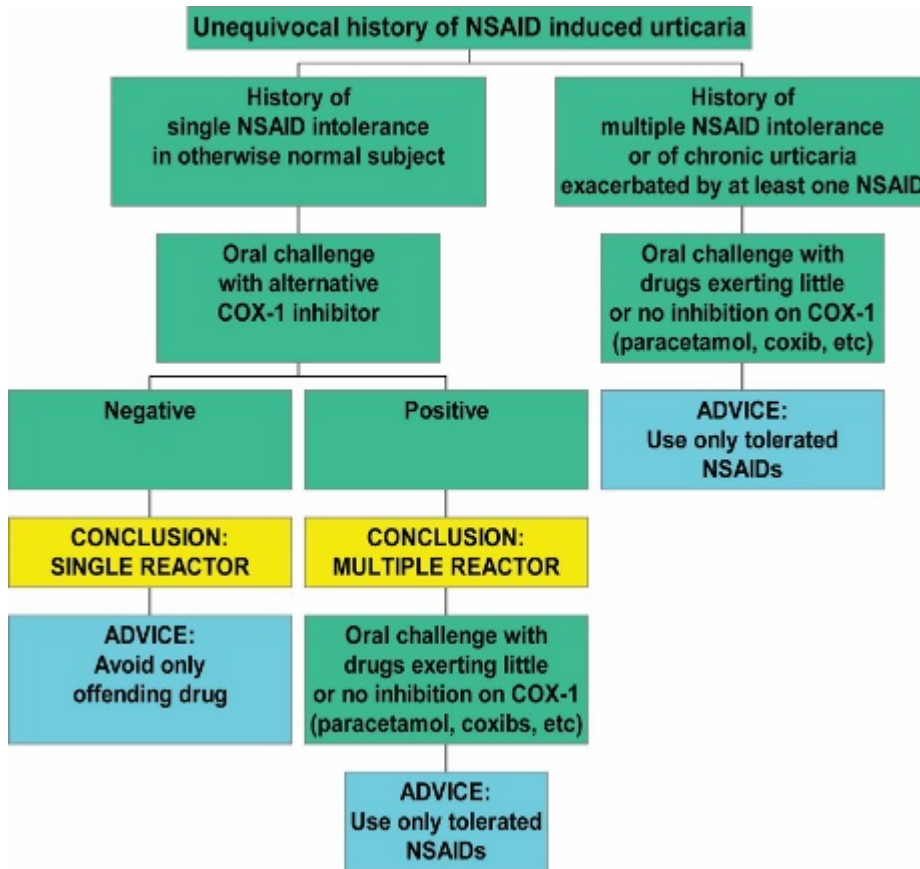 Unequivocal history of NSAID induced urticaria
History of
single NSAID intolerance
in otherwise normal subject
History of
multiple NSAID intolerance
or of chronic urticaria
exacerbated by at least one NSAID
Oral challenge
with alternative
COX-1 inhibitor
Oral challenge with
drugs exerting little
or no inhibition on COX-1
(paracetamol, coxib, etc)
Negative
Positive
ADVICE:
Use only tolerated
NSAIDs
CONCLUSION:
SINGLE REACTOR
CONCLUSION:
MULTIPLE REACTOR
ADVICE:
Avoid only
offending drug
Oral challenge with
drugs exerting little
or no inhibition on COX-1
(paracetamol, coxibs, etc)
ADVICE:
Use only tolerated
NSAIDs